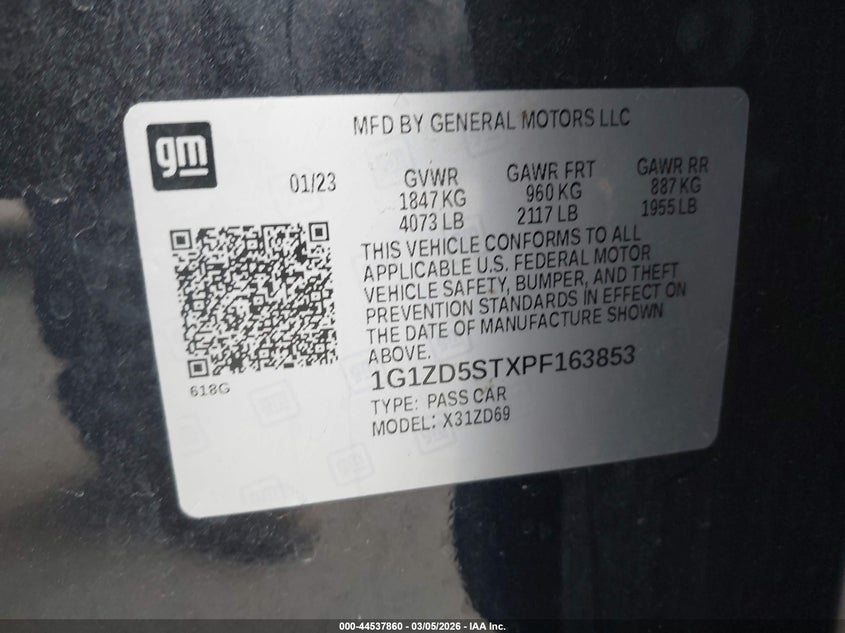 gm
MFD BY GENERAL MOTORS LLC
01/23
GVWR
1847 KG
4073 LB
GAWR FRT
960 KG
2117 LB
GAWR RR
887 KG
1955 LB
THIS VEHICLE CONFORMS TO ALL
APPLICABLE U.S. FEDERAL MOTOR
VEHICLE SAFETY, BUMPER, AND THEFT
PREVENTION STANDARDS IN EFFECT ON
THE DATE OF MANUFACTURE SHOWN
ABOVE.
618G
1G1ZD5STXPF163853
TYPE: PASS CAR
MODEL: X31ZD69
000-44537860 - 03/05/2026 - IAA Inc.